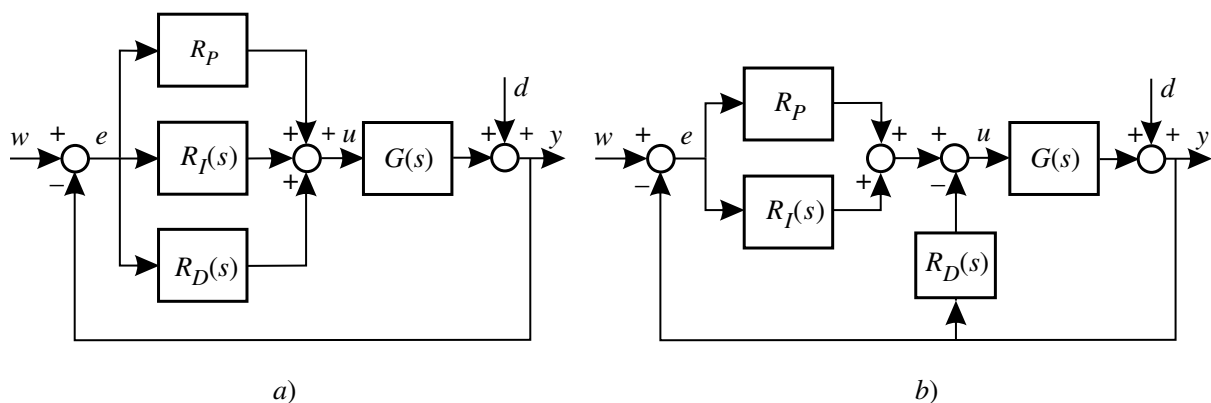 R_P
d
w + e + + u G(s) + + y
R_I(s)
− +
R_D(s)
a)
R_P
d
w + e + + u G(s) + + y
− + −
R_I(s)
R_D(s)
b)